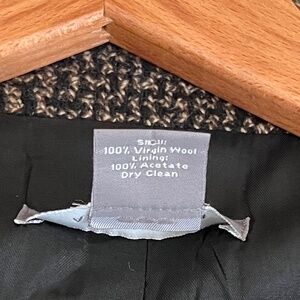 Shell:
100% Virgin Wool
Lining:
100% Acetate
Dry Clean